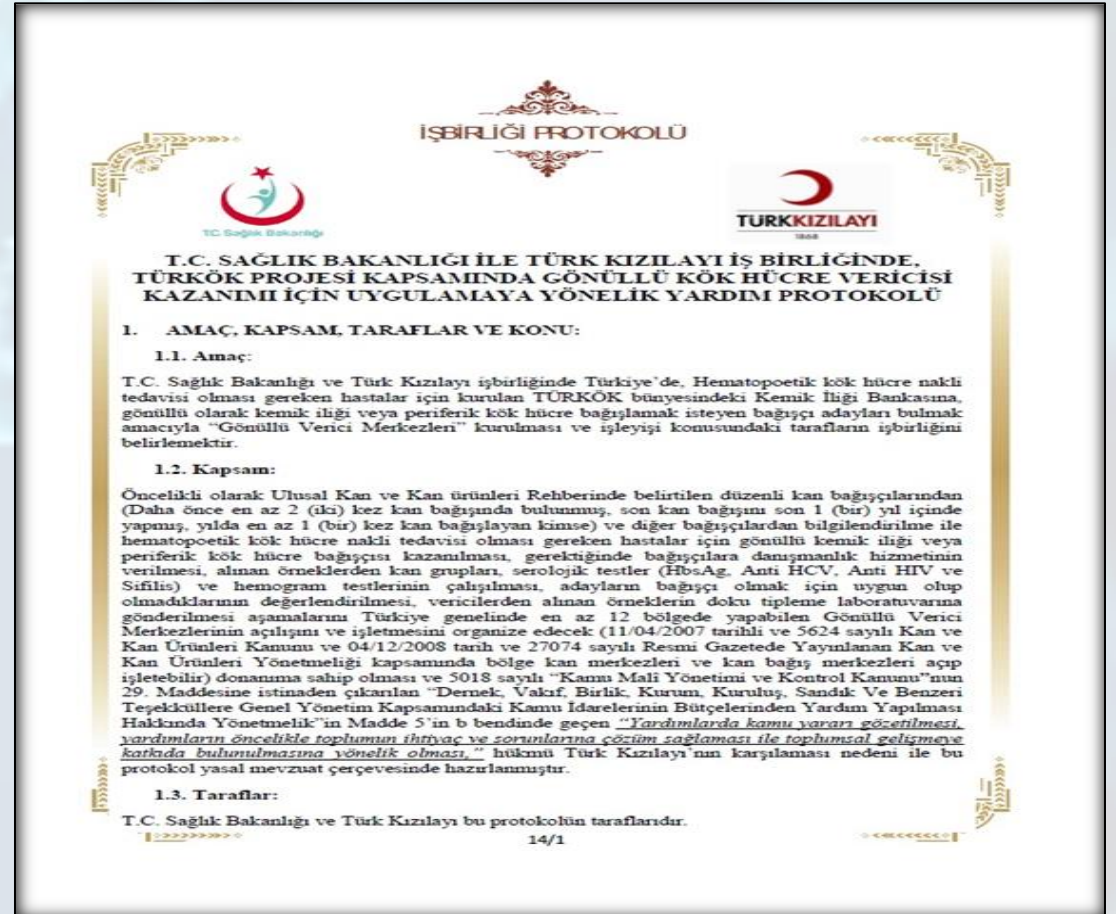 İŞBİRLİĞİ PROTOKOLÜ
T.C. Sağlık Bakanlığı
TÜRKKIZILAYI
1868
T.C. SAĞLIK BAKANLIĞI İLE TÜRK KIZILAYI İŞ BİRLİĞİNDE,
TÜRKÖK PROJESİ KAPSAMINDA GÖNÜLLÜ KÖK HÜCRE VERİCİSİ
KAZANIMI İÇİN UYGULAMAYA YÖNELİK YARDIM PROTOKOLÜ
1. AMAÇ, KAPSAM, TARAFLAR VE KONU:
1.1. Amaç:
T.C. Sağlık Bakanlığı ve Türk Kızılayı işbirliğinde Türkiye'de, Hematopoetik kök hücre nakli
tedavisi olması gereken hastalar için kurulan TÜRKÖK bünyesindeki Kemik İliği Bankasına,
gönüllü olarak kemik iliği veya periferik kök hücre bağışlamak isteyen bağışçı adayları bulmak
amacıyla “Gönüllü Verici Merkezleri” kurulması ve işleyişi konusundaki tarafların işbirliğini
belirlemektir.
1.2. Kapsam:
Öncelikli olarak Ulusal Kan ve Kan ürünleri Rehberinde belirtilen düzenli kan bağışçılarından
(Daha önce en az 2 (iki) kez kan bağışında bulunmuş, son kan bağışını son 1 (bir) yıl içinde
yapmış, yılda en az 1 (bir) kez kan bağışlayan kimse) ve diğer bağışçılardan bilgilendirilme ile
hematopoetik kök hücre nakli tedavisi olması gereken hastalar için gönüllü kemik iliği veya
periferik kök hücre bağışçısı kazanılması, gerektiğinde bağışçılara danışmanlık hizmetinin
verilmesi, alınan örneklerden kan grupları, serolojik testler (HbsAg, Anti HCV, Anti HIV ve
Sifilis) ve hemogram testlerinin çalışılması, adayların bağışçı olmak için uygun olup
olmadıklarının değerlendirilmesi, vericilerden alınan örneklerin doku tipleme laboratuvarına
gönderilmesi aşamalarını Türkiye genelinde en az 12 bölgede yapabilen Gönüllü Verici
Merkezlerinin açılışını ve işletmesini organize edecek (11/04/2007 tarihli ve 5624 sayılı Kan ve
Kan Ürünleri Kanunu ve 04/12/2008 tarih ve 27074 sayılı Resmi Gazetede Yayınlanan Kan ve
Kan Ürünleri Yönetmeliği kapsamında bölge kan merkezleri ve kan bağış merkezleri açıp
işletebilir) donanıma sahip olması ve 5018 sayılı “Kamu Malî Yönetimi ve Kontrol Kanunu”nun
29. Maddesine istinaden çıkarılan “Dernek, Vakıf, Birlik, Kurum, Kuruluş, Sandık Ve Benzeri
Teşekküllere Genel Yönetim Kapsamındaki Kamu İdarelerinin Bütçelerinden Yardım Yapılması
Hakkında Yönetmelik”in Madde 5'in b bendinde geçen “Yardımlarda kamu yararı gözetilmesi,
yardımların öncelikle toplumun ihtiyaç ve sorunlarına çözüm sağlaması ile toplumsal gelişmeye
katkıda bulunulmasına yönelik olması,” hükmü Türk Kızılayı'nın karşılaması nedeni ile bu
protokol yasal mevzuat çerçevesinde hazırlanmıştır.
1.3. Taraflar:
T.C. Sağlık Bakanlığı ve Türk Kızılayı bu protokolün taraflarıdır.
14/1